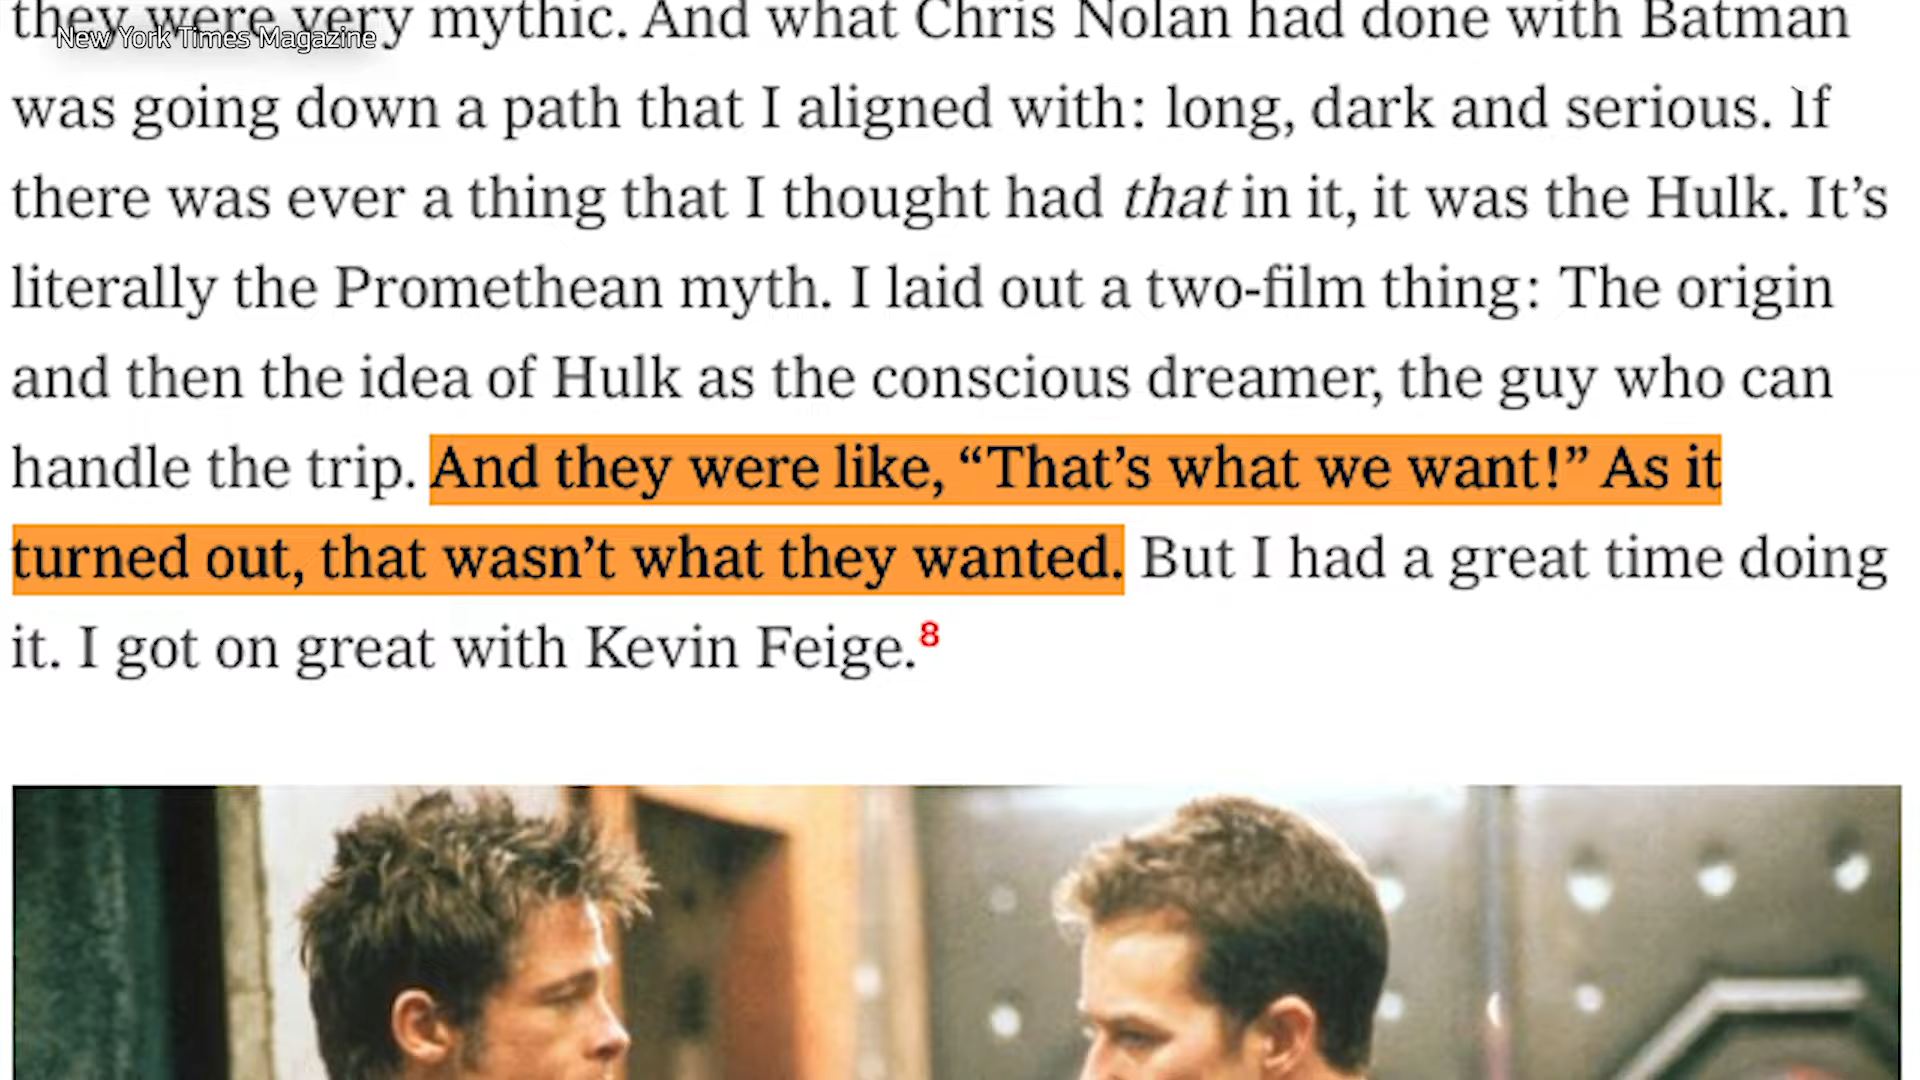 they were very mythic. And what Chris Nolan had done with Batman
New York Times Magazine
was going down a path that I aligned with: long, dark and serious. If
there was ever a thing that I thought had that in it, it was the Hulk. It’s
literally the Promethean myth. I laid out a two-film thing: The origin
and then the idea of Hulk as the conscious dreamer, the guy who can
handle the trip. And they were like, “That’s what we want!” As it
turned out, that wasn’t what they wanted. But I had a great time doing
it. I got on great with Kevin Feige.8